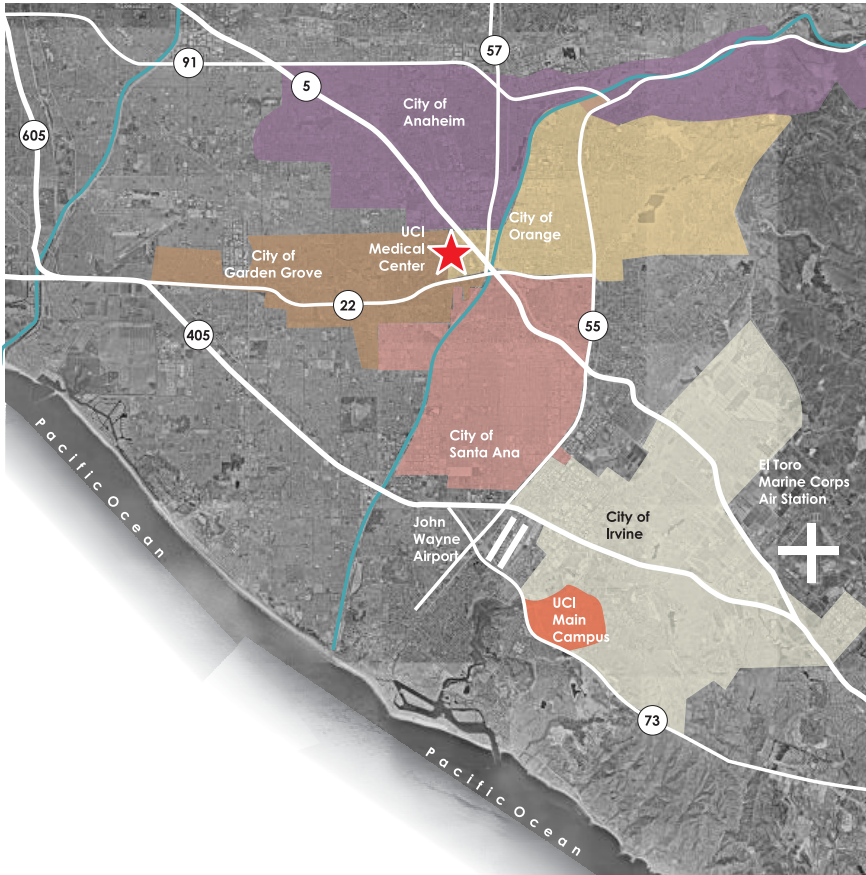 57
91
5
City of
Anaheim
605
City of
Orange
UCI
Medical
Center
City of
Garden Grove
22
55
405
Pacific Ocean
City of
Santa Ana
El Toro
Marine Corps
Air Station
City of
Irvine
John
Wayne
Airport
UCI
Main
Campus
73
Pacific Ocean